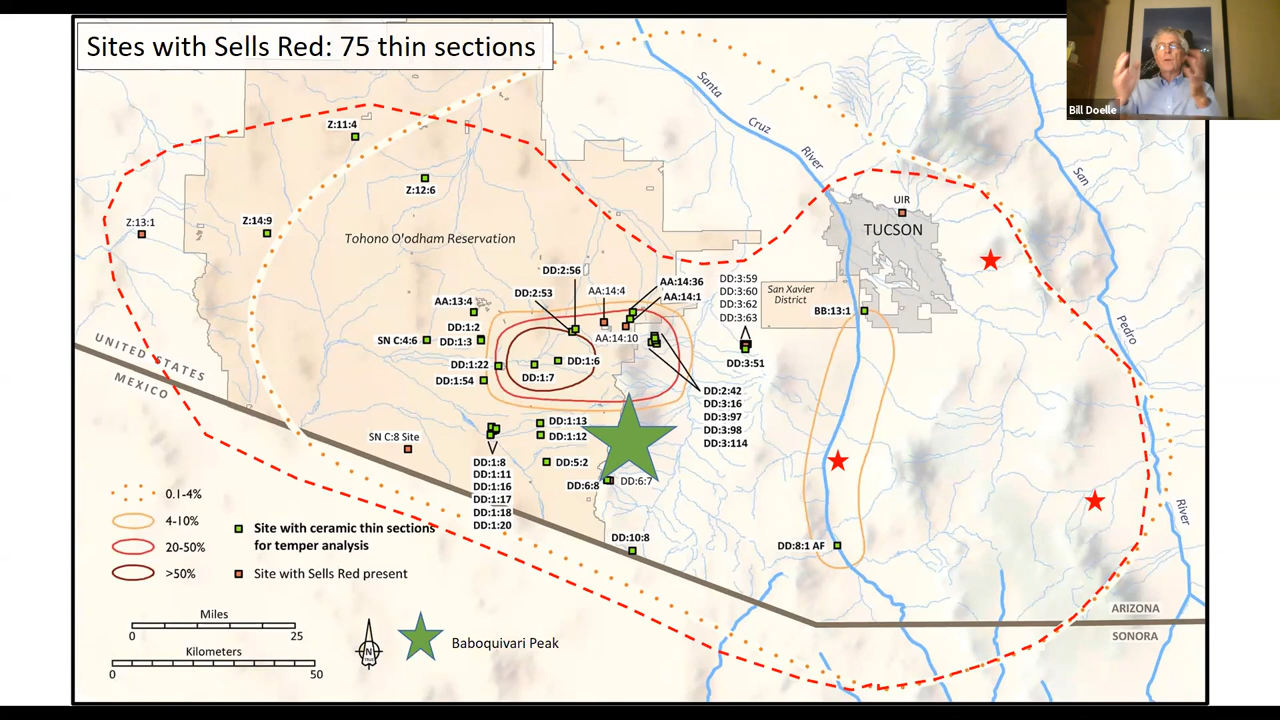 Sites with Sells Red: 75 thin sections
Bill Doelle
Santa
Cruz
River
San
Pedro
River
Z:11:4
Z:12:6
Z:13:1
Z:14:9
Tohono O'odham Reservation
UIR
TUCSON
San Xavier
District
BB:13:1
DD:2:56
DD:2:53
AA:14:4
AA:14:36
AA:14:1
AA:14:10
DD:3:59
DD:3:60
DD:3:62
DD:3:63
DD:3:51
AA:13:4
DD:1:2
SN C:4:6
DD:1:3
DD:1:22
DD:1:54
DD:1:6
DD:1:7
DD:2:42
DD:3:16
DD:3:97
DD:3:98
DD:3:114
UNITED STATES
MEXICO
SN C:8 Site
DD:1:13
DD:1:12
DD:5:2
DD:6:8
DD:6:7
DD:1:8
DD:1:11
DD:1:16
DD:1:17
DD:1:18
DD:1:20
DD:10:8
DD:8:1 AF
ARIZONA
SONORA
0.1-4%
4-10%
20-50%
>50%
Site with ceramic thin sections
for temper analysis
Site with Sells Red present
Miles
0 25
Kilometers
0 50
N
Baboquivari Peak